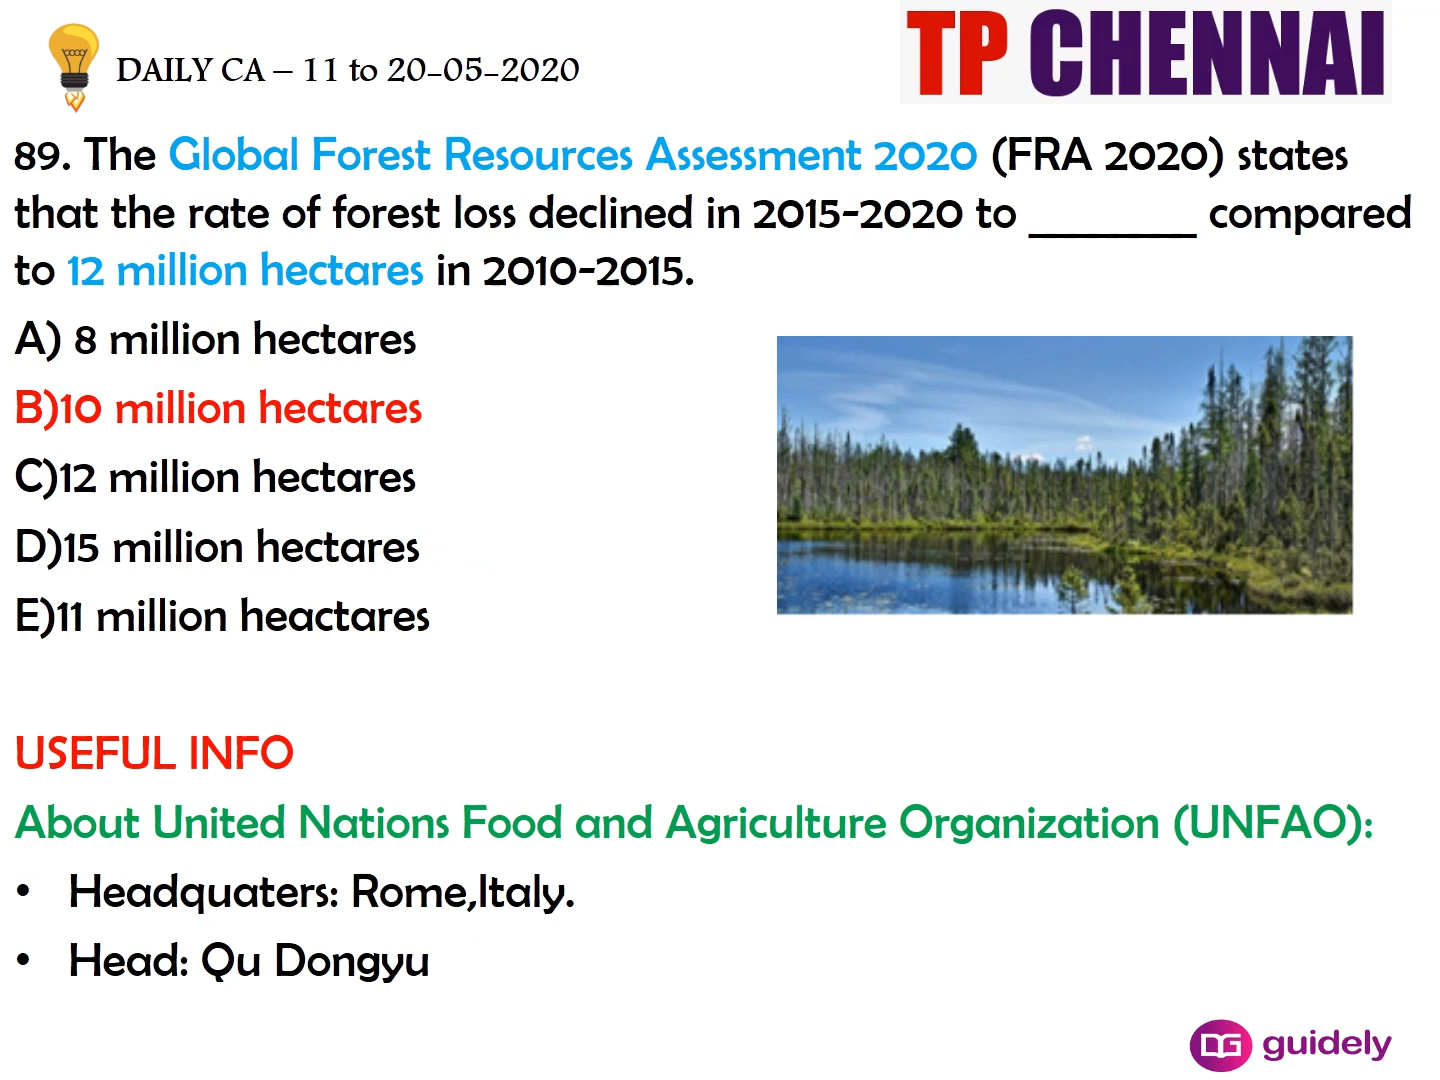 DAILY CA – 11 to 20-05-2020
TP CHENNAI
89. The Global Forest Resources Assessment 2020 (FRA 2020) states
that the rate of forest loss declined in 2015-2020 to ________ compared
to 12 million hectares in 2010-2015.
A) 8 million hectares
B)10 million hectares
C)12 million hectares
D)15 million hectares
E)11 million heactares
USEFUL INFO
About United Nations Food and Agriculture Organization (UNFAO):
• Headquaters: Rome,Italy.
• Head: Qu Dongyu
DG guidely